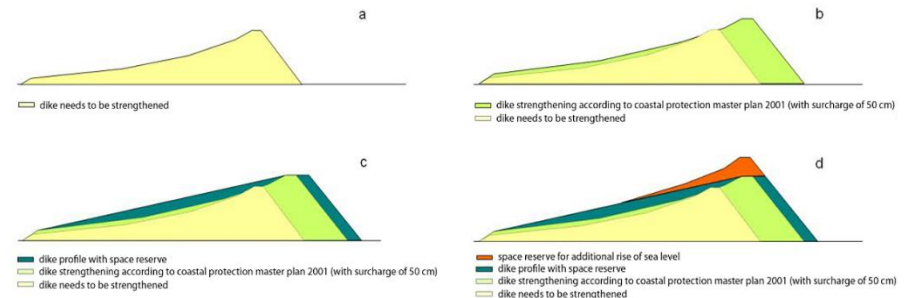 a
dike needs to be strengthened
b
dike strengthening according to coastal protection master plan 2001 (with surcharge of 50 cm)
dike needs to be strengthened
c
dike profile with space reserve
dike strengthening according to coastal protection master plan 2001 (with surcharge of 50 cm)
dike needs to be strengthened
d
space reserve for additional rise of sea level
dike profile with space reserve
dike strengthening according to coastal protection master plan 2001 (with surcharge of 50 cm)
dike needs to be strengthened